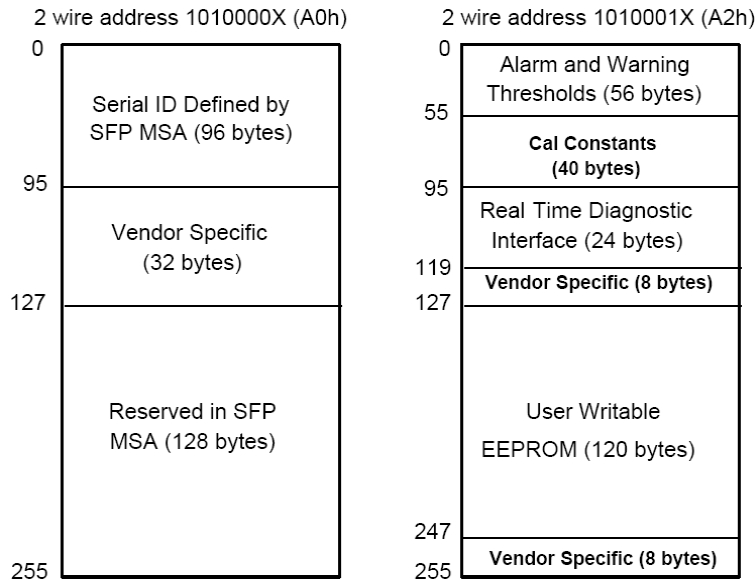 2 wire address 1010000X (A0h)
0
Serial ID Defined by
SFP MSA (96 bytes)
95
Vendor Specific
(32 bytes)
127
Reserved in SFP
MSA (128 bytes)
255
2 wire address 1010001X (A2h)
0
Alarm and Warning
Thresholds (56 bytes)
55
Cal Constants
(40 bytes)
95
Real Time Diagnostic
Interface (24 bytes)
119
Vendor Specific (8 bytes)
127
User Writable
EEPROM (120 bytes)
247
Vendor Specific (8 bytes)
255